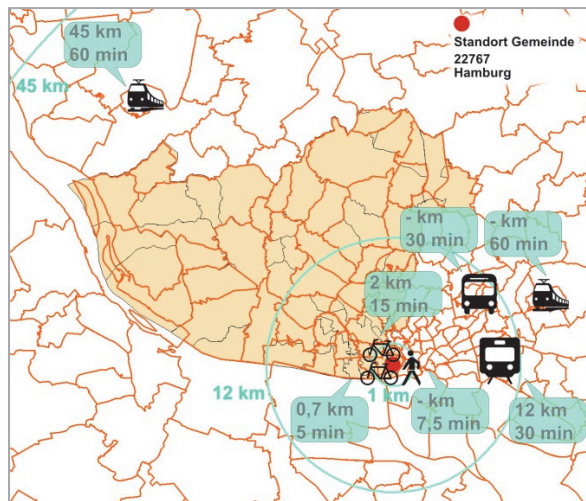 45 km
60 min
45 km
Standort Gemeinde
22767
Hamburg
- km
30 min
- km
60 min
2 km
15 min
12 km
1 km
0,7 km
5 min
- km
7,5 min
12 km
30 min